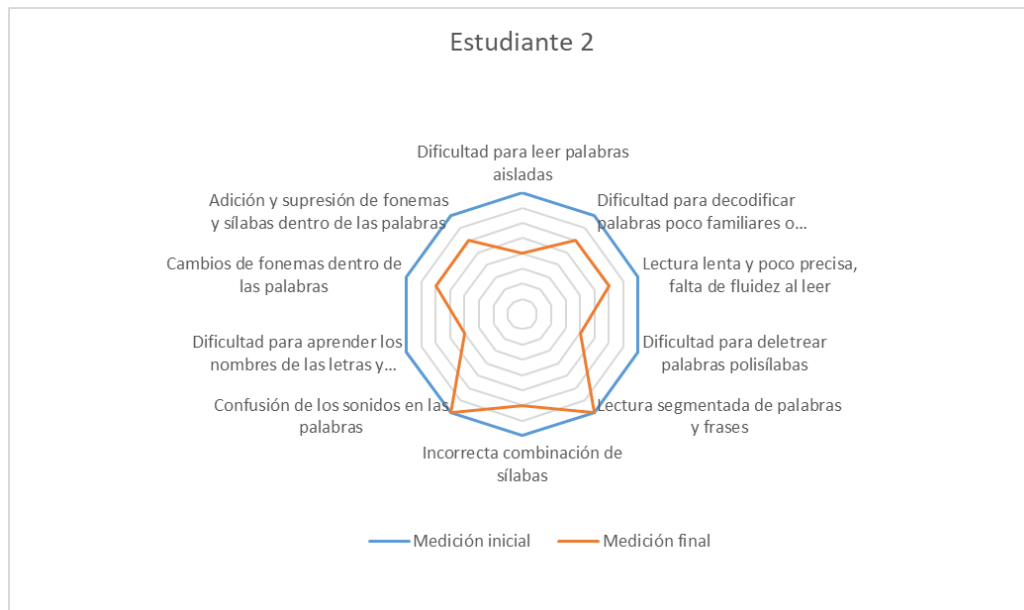 Estudiante 2
Dificultad para leer palabras
aisladas
Dificultad para decodificar
palabras poco familiares o...
Lectura lenta y poco precisa,
falta de fluidez al leer
Dificultad para deletrear
palabras polisílabas
Lectura segmentada de palabras
y frases
Incorrecta combinación de
sílabas
Confusión de los sonidos en las
palabras
Dificultad para aprender los
nombres de las letras y...
Cambios de fonemas dentro de
las palabras
Adición y supresión de fonemas
y sílabas dentro de las palabras
Medición inicial
Medición final